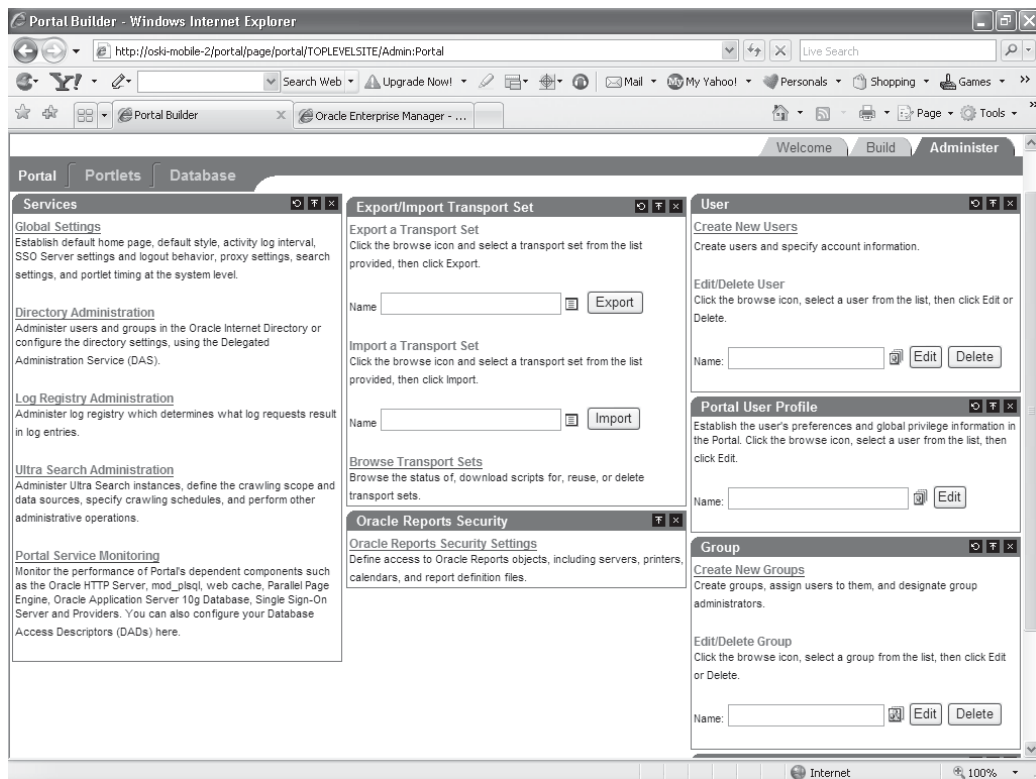 Portal Builder - Windows Internet Explorer
http://oski-mobile-2/portal/page/portal/TOPLEVELSITE/Admin:Portal
Live Search
Y!
Search Web
Upgrade Now!
Mail
My Yahoo!
Personals
Shopping
Games
Portal Builder
Oracle Enterprise Manager - ...
Page
Tools
Welcome
Build
Administer
Portal
Portlets
Database
Services
Global Settings
Establish default home page, default style, activity log interval,
SSO Server settings and logout behavior, proxy settings, search
settings, and portlet timing at the system level.
Directory Administration
Administer users and groups in the Oracle Internet Directory or
configure the directory settings, using the Delegated
Administration Service (DAS).
Log Registry Administration
Administer log registry which determines what log requests result
in log entries.
Ultra Search Administration
Administer Ultra Search instances, define the crawling scope and
data sources, specify crawling schedules, and perform other
administrative operations.
Portal Service Monitoring
Monitor the performance of Portal's dependent components such
as the Oracle HTTP Server, mod_plsql, web cache, Parallel Page
Engine, Oracle Application Server 10g Database, Single Sign-On
Server and Providers. You can also configure your Database
Access Descriptors (DADs) here.
Export/Import Transport Set
Export a Transport Set
Click the browse icon and select a transport set from the list
provided, then click Export.
Name
Export
Import a Transport Set
Click the browse icon and select a transport set from the list
provided, then click Import.
Name
Import
Browse Transport Sets
Browse the status of, download scripts for, reuse, or delete
transport sets.
Oracle Reports Security
Oracle Reports Security Settings
Define access to Oracle Reports objects, including servers, printers,
calendars, and report definition files.
User
Create New Users
Create users and specify account information.
Edit/Delete User
Click the browse icon, select a user from the list, then click Edit or
Delete.
Name:
Edit
Delete
Portal User Profile
Establish the user's preferences and global privilege information in
the Portal. Click the browse icon, select a user from the list, then
click Edit.
Name:
Edit
Group
Create New Groups
Create groups, assign users to them, and designate group
administrators.
Edit/Delete Group
Click the browse icon, select a group from the list, then click Edit
or Delete.
Name:
Edit
Delete
Internet
100%